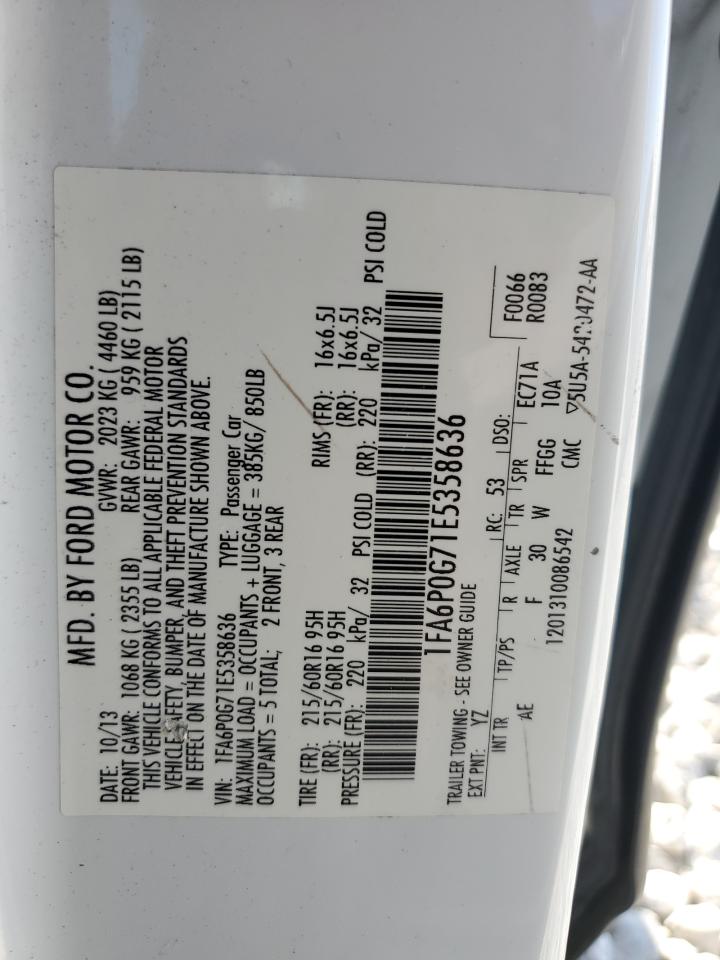 MFD. BY FORD MOTOR CO.
DATE: 10/13 GVWR: 2023 KG ( 4460 LB)
FRONT GAWR: 1068 KG ( 2355 LB) REAR GAWR: 959 KG ( 2115 LB)
THIS VEHICLE CONFORMS TO ALL APPLICABLE FEDERAL MOTOR
VEHICLE SAFETY, BUMPER, AND THEFT PREVENTION STANDARDS
IN EFFECT ON THE DATE OF MANUFACTURE SHOWN ABOVE.
VIN: 1FA6P0G71E5358636 TYPE: Passenger Car
MAXIMUM LOAD = OCCUPANTS + LUGGAGE = 385KG/ 850LB
OCCUPANTS = 5 TOTAL; 2 FRONT, 3 REAR
TIRE (FR): 215/60R16 95H RIMS (FR): 16x6.5J
(RR): 215/60R16 95H (RR): 16x6.5J
PRESSURE (FR): 220 kPa/ 32 PSI COLD (RR): 220 kPa/ 32 PSI COLD
1FA6P0G71E5358636
TRAILER TOWING - SEE OWNER GUIDE F0066
EXT PNT: YZ RC: 53 DSO: R0083
INT TR TP/PS R AXLE TR SPR EC71A
AE F 30 W FFGG 10A
1201310086542 CMC ▽5U5A-5420472-AA